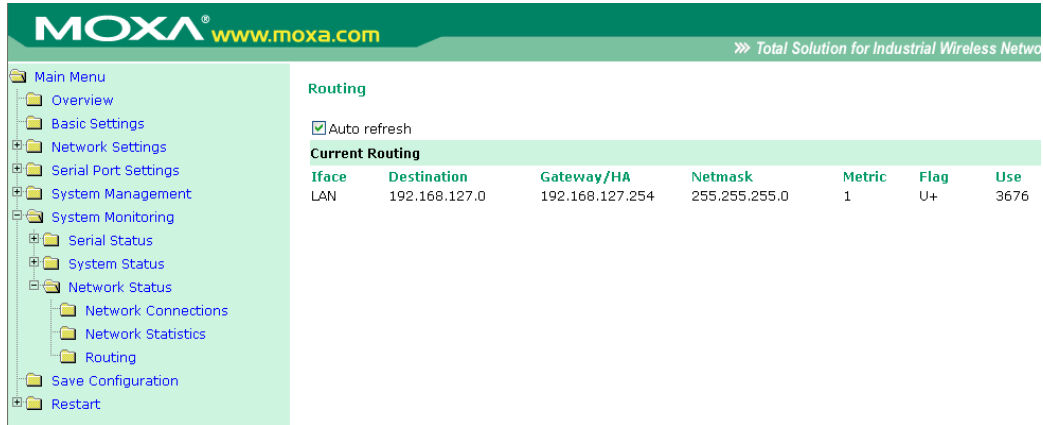 MOXA® www.moxa.com
Total Solution for Industrial Wireless Netwo
Main Menu
Overview
Basic Settings
Network Settings
Serial Port Settings
System Management
System Monitoring
Serial Status
System Status
Network Status
Network Connections
Network Statistics
Routing
Save Configuration
Restart
Routing
Auto refresh
Current Routing
Iface Destination Gateway/HA Netmask Metric Flag Use
LAN 192.168.127.0 192.168.127.254 255.255.255.0 1 U+ 3676